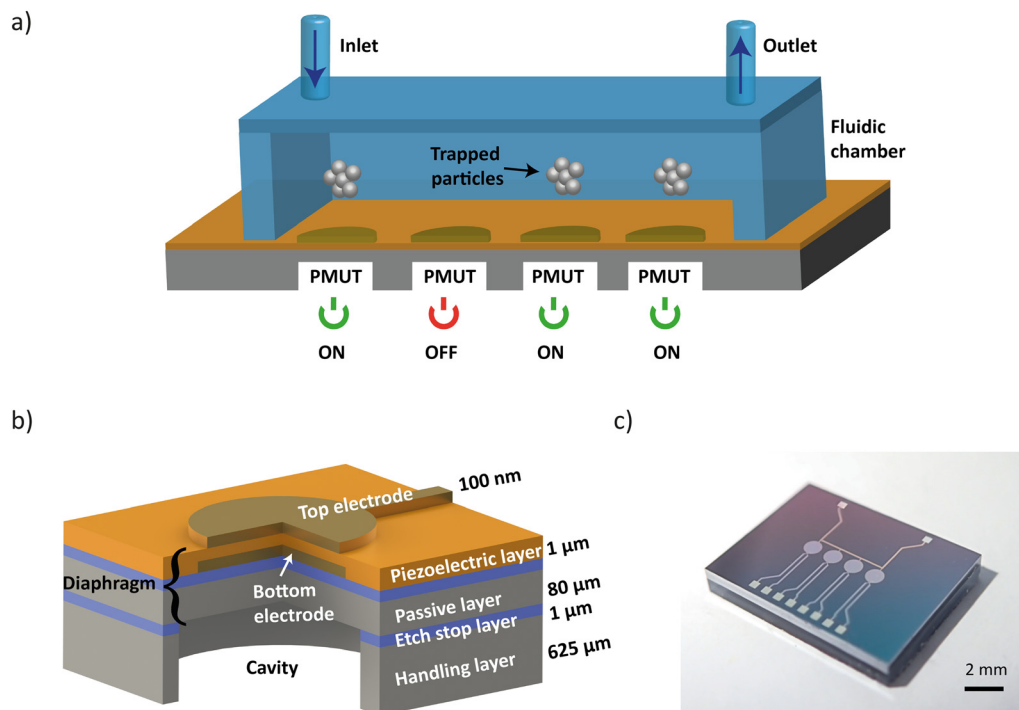 a)
Inlet
Outlet
Fluidic
chamber
Trapped
particles
PMUT PMUT PMUT PMUT
ON OFF ON ON
b)
100 nm
Top electrode
1 µm
Piezoelectric layer
Diaphragm
Bottom
electrode
80 µm
Passive layer
1 µm
Etch stop layer
625 µm
Handling layer
Cavity
c)
2 mm